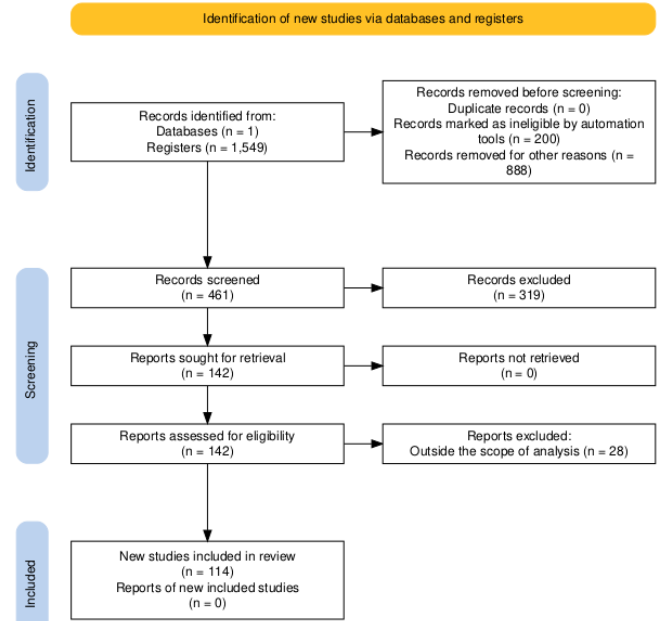 Identification of new studies via databases and registers
Identification
Records identified from:
Databases (n = 1)
Registers (n = 1,549)
Records removed before screening:
Duplicate records (n = 0)
Records marked as ineligible by automation
tools (n = 200)
Records removed for other reasons (n =
888)
Screening
Records screened
(n = 461)
Records excluded
(n = 319)
Reports sought for retrieval
(n = 142)
Reports not retrieved
(n = 0)
Reports assessed for eligibility
(n = 142)
Reports excluded:
Outside the scope of analysis (n = 28)
Included
New studies included in review
(n = 114)
Reports of new included studies
(n = 0)